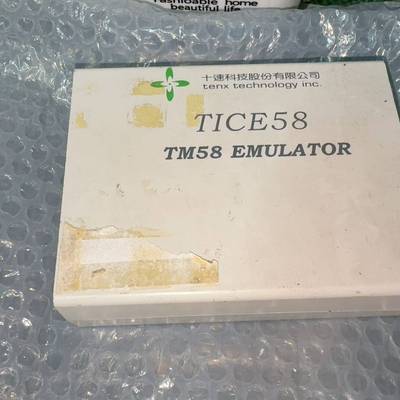 fashionable home
beautiful life
十速科技股份有限公司
tenx technology inc.
TICE58
TM58 EMULATOR